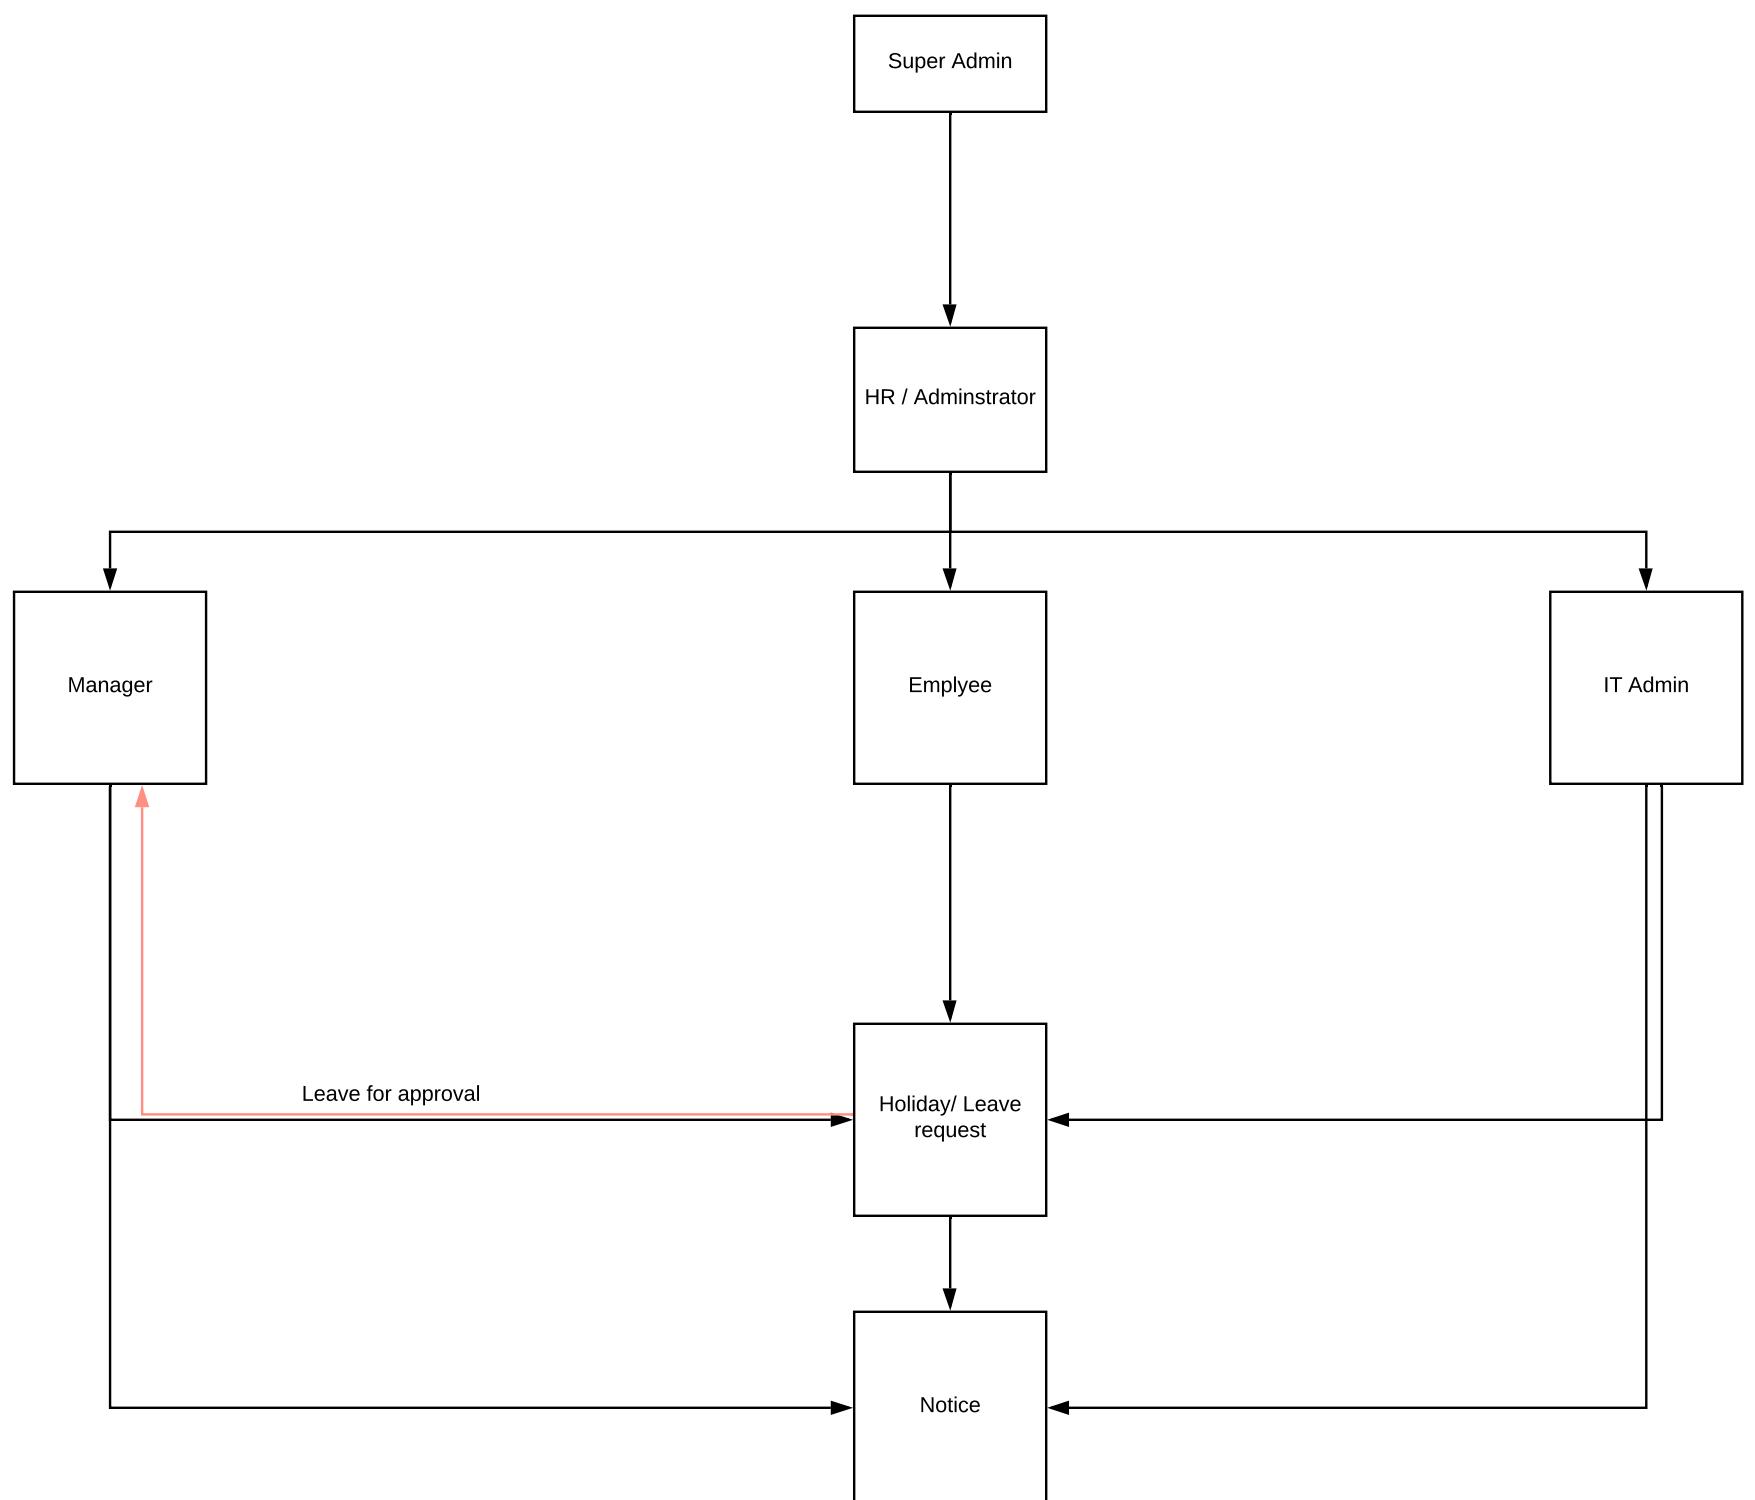 Super Admin
HR / Adminstrator
Manager
Emplyee
IT Admin
Leave for approval
Holiday/ Leave
request
Notice